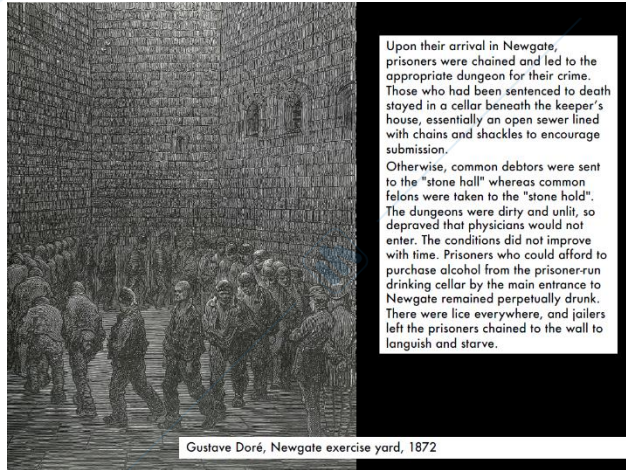 Upon their arrival in Newgate,
prisoners were chained and led to the
appropriate dungeon for their crime.
Those who had been sentenced to death
stayed in a cellar beneath the keeper's
house, essentially an open sewer lined
with chains and shackles to encourage
submission.
Otherwise, common debtors were sent
to the "stone hall" whereas common
felons were taken to the "stone hold".
The dungeons were dirty and unlit, so
depraved that physicians would not
enter. The conditions did not improve
with time. Prisoners who could afford to
purchase alcohol from the prisoner-run
drinking cellar by the main entrance to
Newgate remained perpetually drunk.
There were lice everywhere, and jailers
left the prisoners chained to the wall to
languish and starve.
Gustave Doré, Newgate exercise yard, 1872